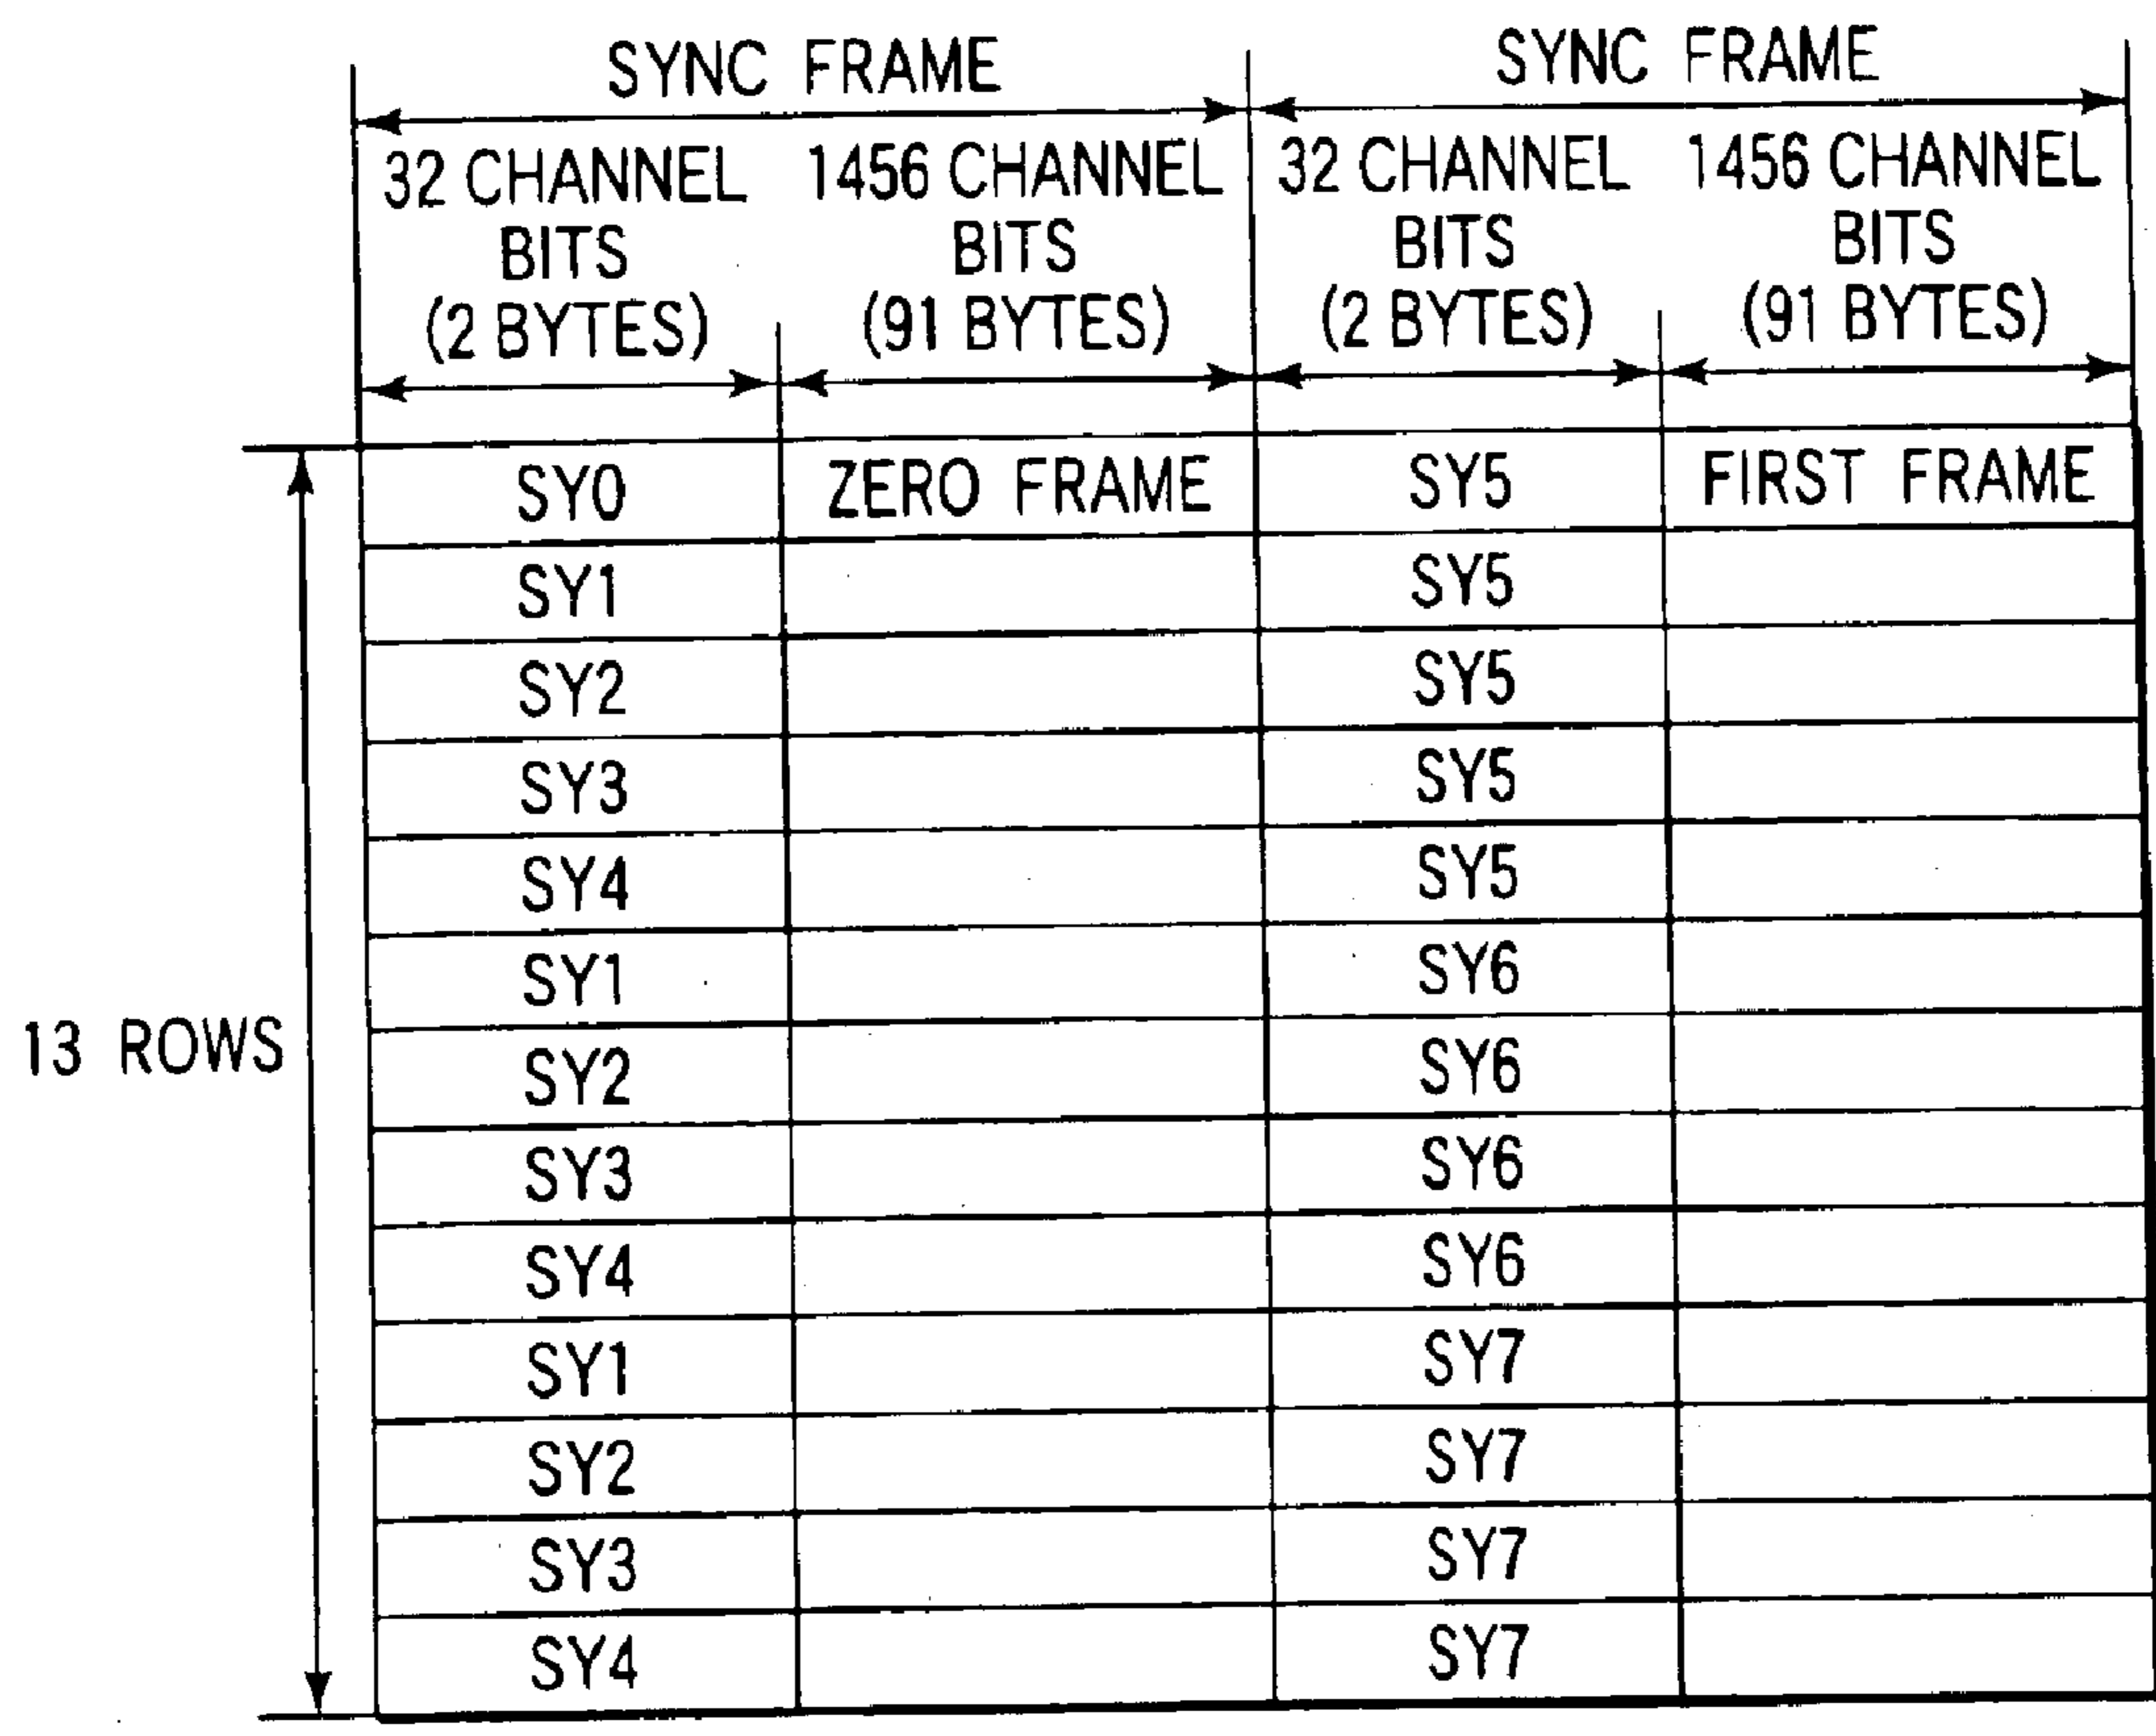 SYNC FRAME SYNC FRAME
32 CHANNEL BITS (2 BYTES) 1456 CHANNEL BITS (91 BYTES) 32 CHANNEL BITS (2 BYTES) 1456 CHANNEL BITS (91 BYTES)
SY0 ZERO FRAME SY5 FIRST FRAME
SY1 SY5
SY2 SY5
SY3 SY5
SY4 SY5
SY1 SY6
13 ROWS
SY2 SY6
SY3 SY6
SY4 SY6
SY1 SY7
SY2 SY7
SY3 SY7
SY4 SY7